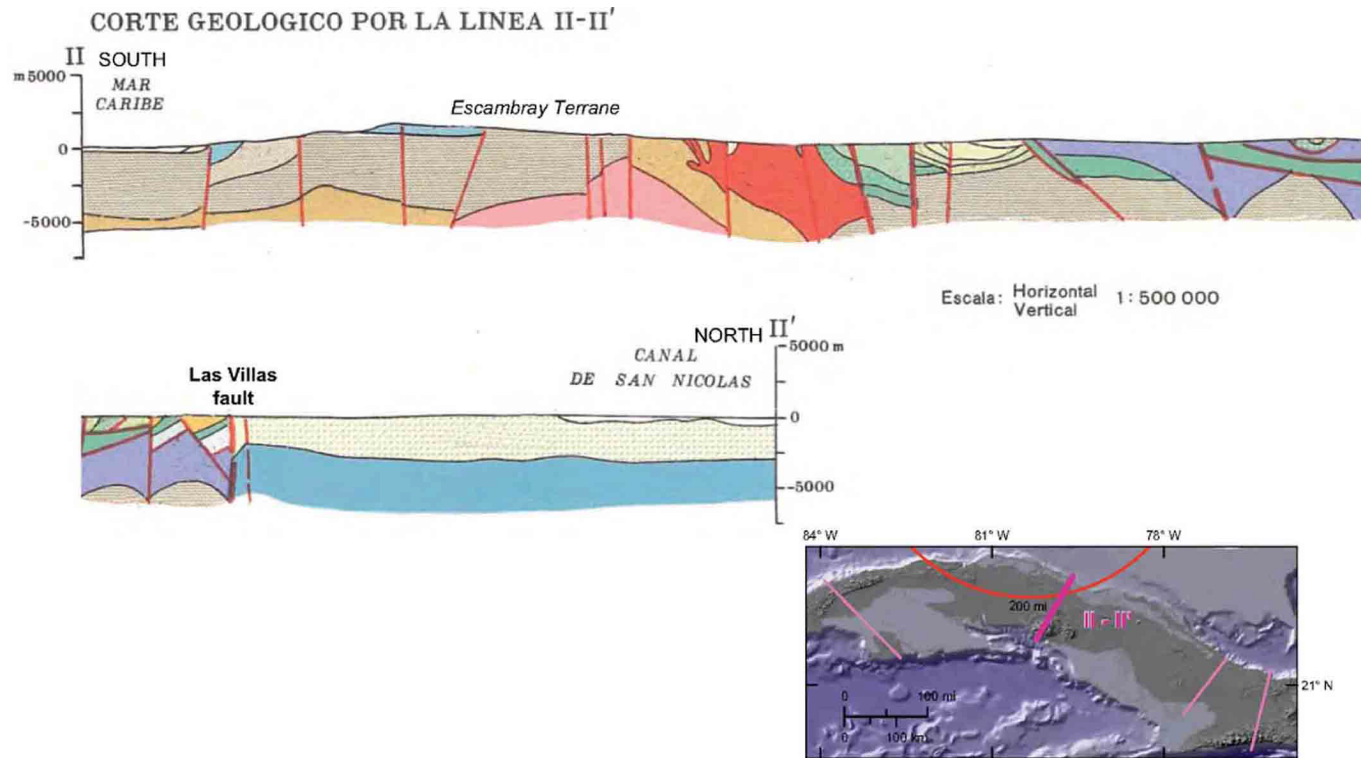 CORTE GEOLOGICO POR LA LINEA II-II'
II SOUTH
m 5000
MAR
CARIBE
Escambray Terrane
0
-5000
Escala: Horizontal
Vertical
1: 500 000
NORTH II'
5000 m
CANAL
DE SAN NICOLAS
Las Villas
fault
0
-5000
84° W 81° W 78° W
200 mi
II - II'
21° N
0 100 mi
0 100 km